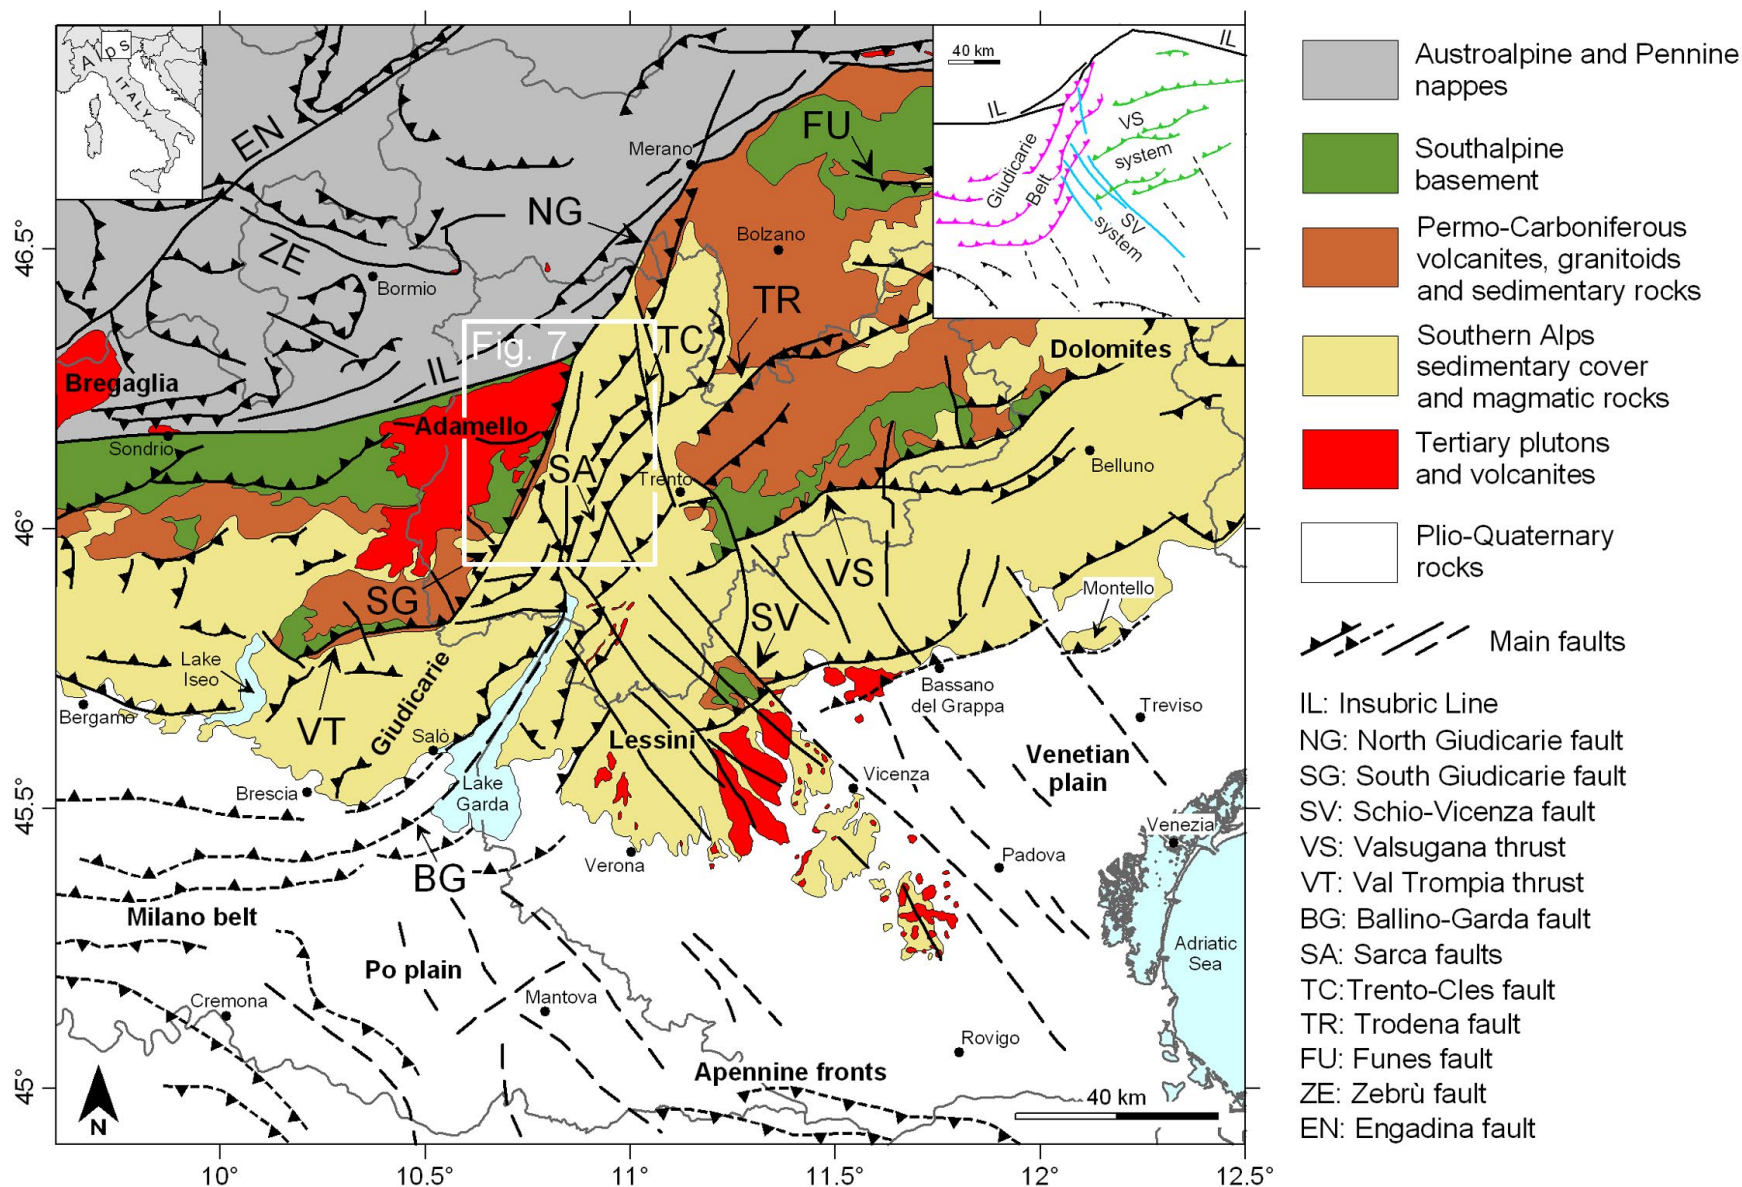 Alps
ITALY
40 km
IL
IL
VS
system
Giudicarie
Belt
SV
system
EN
FU
Merano
NG
Bolzano
ZE
Bormio
TR
Fig. 7
TC
Dolomites
IL
Bregaglia
Adamello
Sondrio
SA
Trento
Belluno
VS
SG
Montello
SV
Lake
Iseo
Giudicarie
Bassano
del Grappa
Treviso
Bergamo
VT
Salò
Lessini
Venetian
plain
Vicenza
Brescia
Lake
Garda
Venezia
Verona
Padova
BG
Milano belt
Adriatic
Sea
Po plain
Cremona
Mantova
Rovigo
Apennine fronts
40 km
N
46.5°
46°
45.5°
45°
10°
10.5°
11°
11.5°
12°
12.5°
Austroalpine and Pennine
nappes
Southalpine
basement
Permo-Carboniferous
volcanites, granitoids
and sedimentary rocks
Southern Alps
sedimentary cover
and magmatic rocks
Tertiary plutons
and volcanites
Plio-Quaternary
rocks
Main faults
IL: Insubric Line
NG: North Giudicarie fault
SG: South Giudicarie fault
SV: Schio-Vicenza fault
VS: Valsugana thrust
VT: Val Trompia thrust
BG: Ballino-Garda fault
SA: Sarca faults
TC:Trento-Cles fault
TR: Trodena fault
FU: Funes fault
ZE: Zebrù fault
EN: Engadina fault